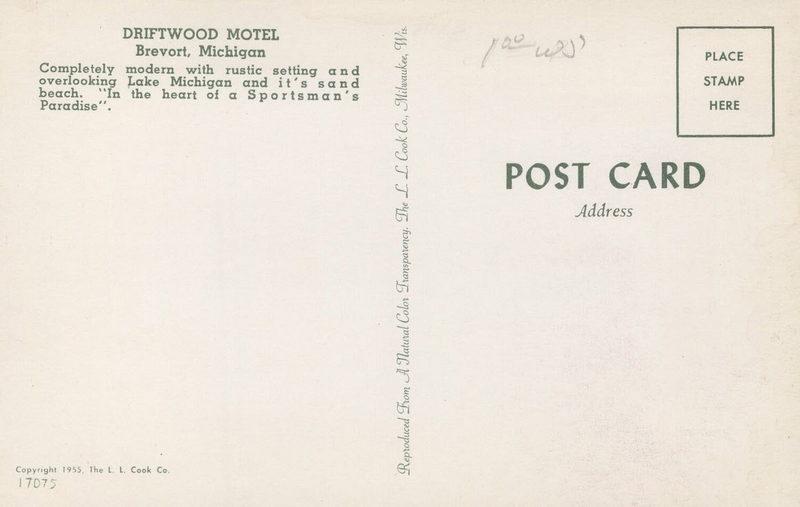 DRIFTWOOD MOTEL
Brevort, Michigan
Completely modern with rustic setting and
overlooking Lake Michigan and it's sand
beach. "In the heart of a Sportsman's
Paradise".
Copyright 1955, The L. L. Cook Co.
17075
Reproduced From A Natural Color Transparency. The L. L. Cook Co., Milwaukee, Wis.
PLACE
STAMP
HERE
POST CARD
Address